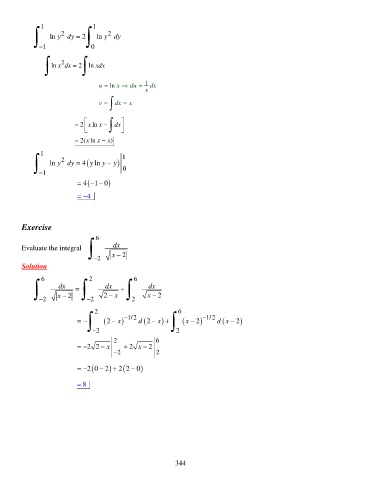 ∫_{-1}^{1} ln y² dy = 2∫_{0}^{1} ln y² dy
∫ ln x² dx = 2∫ ln x dx
u = ln x ⇒ du = 1/x dx
v = ∫ dx = x
= 2[x ln x − ∫ dx]
= 2(x ln x − x)
∫_{-1}^{1} ln y² dy = 4(y ln y − y)|_{0}^{1}
= 4(−1−0)
= −4
Exercise
Evaluate the integral ∫_{-2}^{6} dx/√|x−2|
Solution
∫_{-2}^{6} dx/√|x−2| = ∫_{-2}^{2} dx/√(2−x) + ∫_{2}^{6} dx/√(x−2)
= −∫_{-2}^{2} (2−x)^{−1/2} d(2−x) + ∫_{2}^{6} (x−2)^{−1/2} d(x−2)
= −2√(2−x)|_{-2}^{2} + 2√(x−2)|_{2}^{6}
= −2(0−2) + 2(2−0)
= 8
344